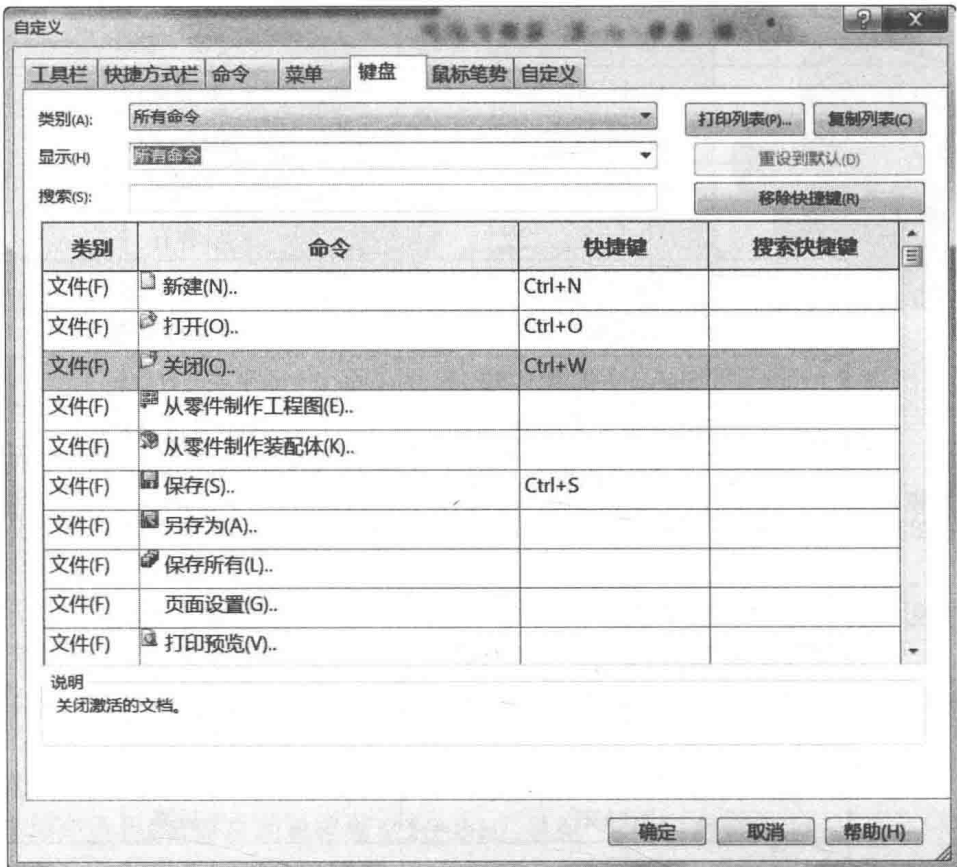 自定义
工具栏 快捷方式栏 命令 菜单 键盘 鼠标笔势 自定义
类别(A): 所有命令 打印列表(P)... 复制列表(C)
显示(H) 所有命令 重设到默认(D)
搜索(S): 移除快捷键(R)
类别 命令 快捷键 搜索快捷键
文件(F) 新建(N).. Ctrl+N
文件(F) 打开(O).. Ctrl+O
文件(F) 关闭(C).. Ctrl+W
文件(F) 从零件制作工程图(E)..
文件(F) 从零件制作装配体(K)..
文件(F) 保存(S).. Ctrl+S
文件(F) 另存为(A)..
文件(F) 保存所有(L)..
文件(F) 页面设置(G)..
文件(F) 打印预览(V)..
说明
关闭激活的文档。
确定 取消 帮助(H)